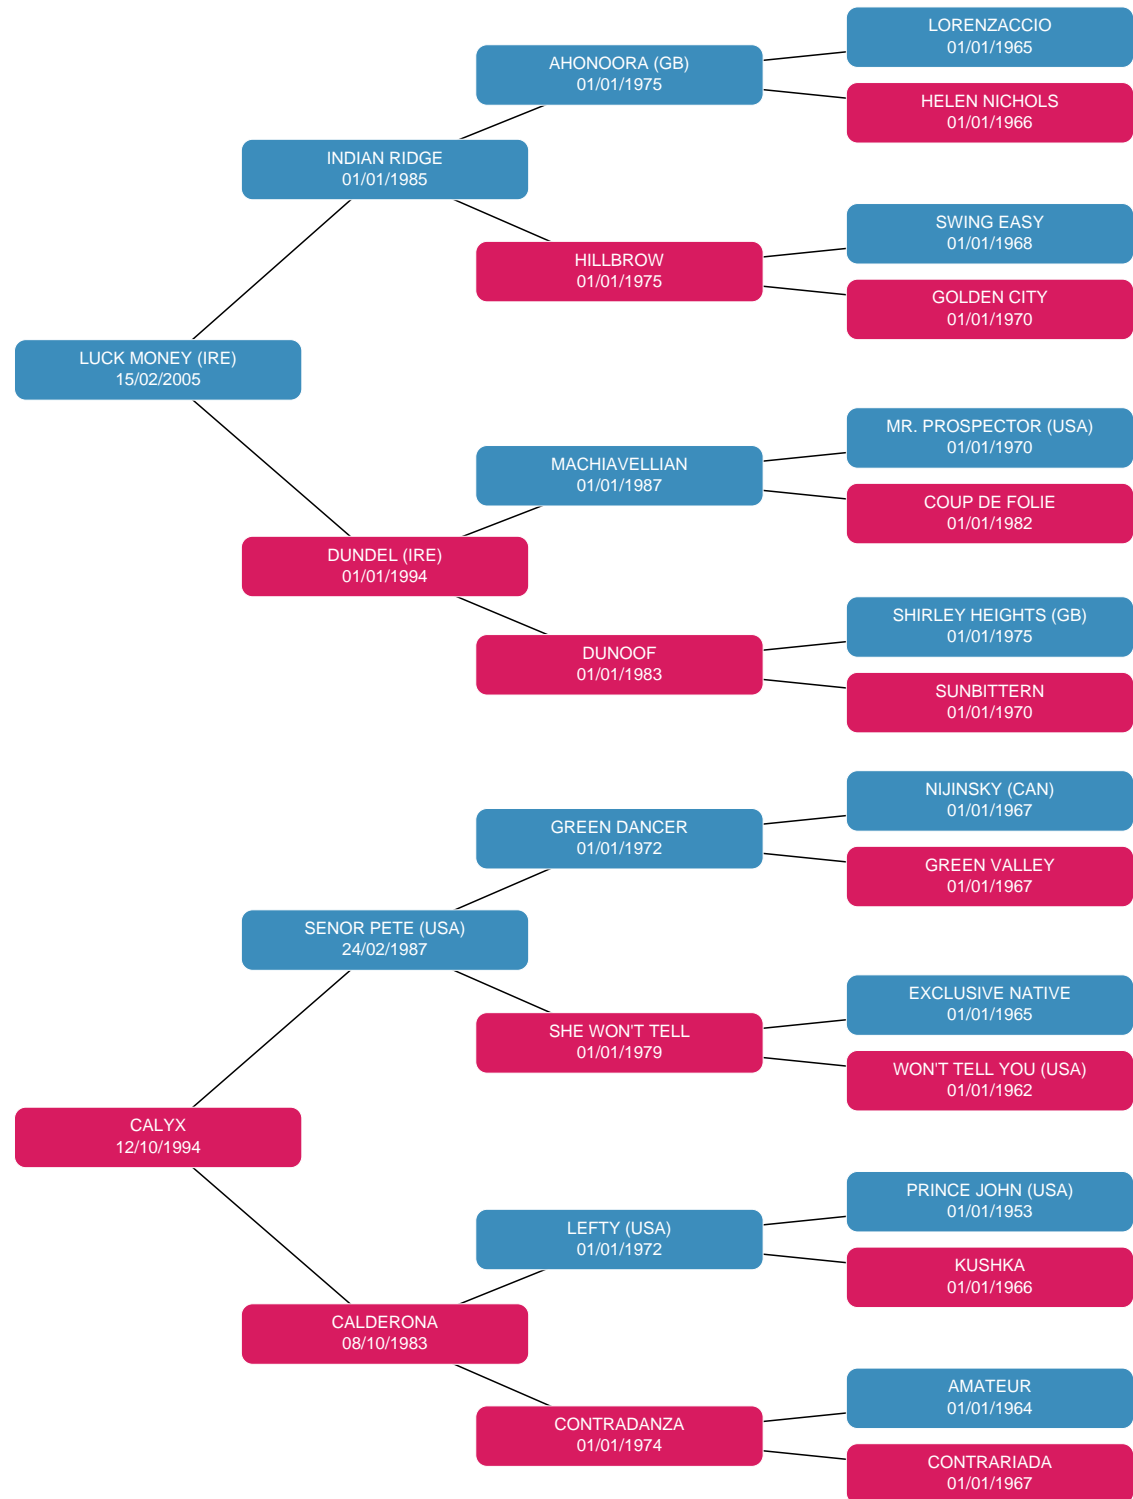 LORENZACCIO
01/01/1965
AHONOORA (GB)
01/01/1975
HELEN NICHOLS
01/01/1966
INDIAN RIDGE
01/01/1985
SWING EASY
01/01/1968
HILLBROW
01/01/1975
GOLDEN CITY
01/01/1970
LUCK MONEY (IRE)
15/02/2005
MR. PROSPECTOR (USA)
01/01/1970
MACHIAVELLIAN
01/01/1987
COUP DE FOLIE
01/01/1982
DUNDEL (IRE)
01/01/1994
SHIRLEY HEIGHTS (GB)
01/01/1975
DUNOOF
01/01/1983
SUNBITTERN
01/01/1970
NIJINSKY (CAN)
01/01/1967
GREEN DANCER
01/01/1972
GREEN VALLEY
01/01/1967
SENOR PETE (USA)
24/02/1987
EXCLUSIVE NATIVE
01/01/1965
SHE WON'T TELL
01/01/1979
WON'T TELL YOU (USA)
01/01/1962
CALYX
12/10/1994
PRINCE JOHN (USA)
01/01/1953
LEFTY (USA)
01/01/1972
KUSHKA
01/01/1966
CALDERONA
08/10/1983
AMATEUR
01/01/1964
CONTRADANZA
01/01/1974
CONTRARIADA
01/01/1967